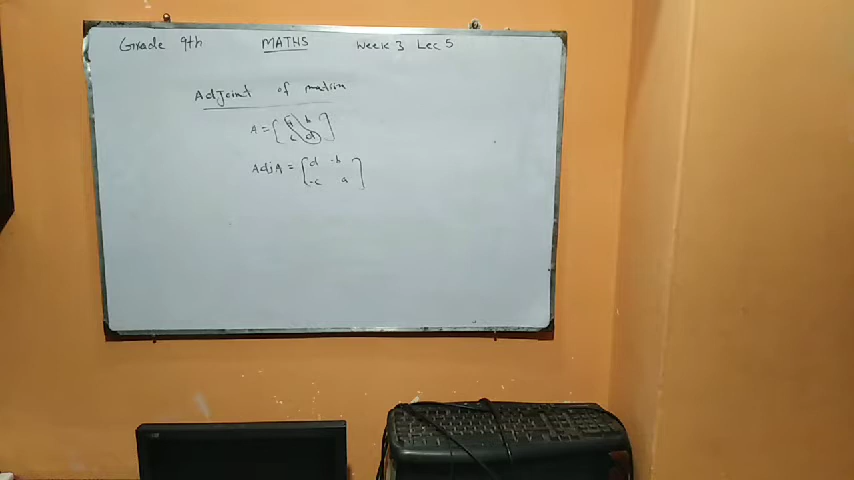 Grade 9th MATHS Week 3 Lec 5
AdJoint of matrix
A = [ a b
c d ]
AdjA = [ d -b
-c a ]